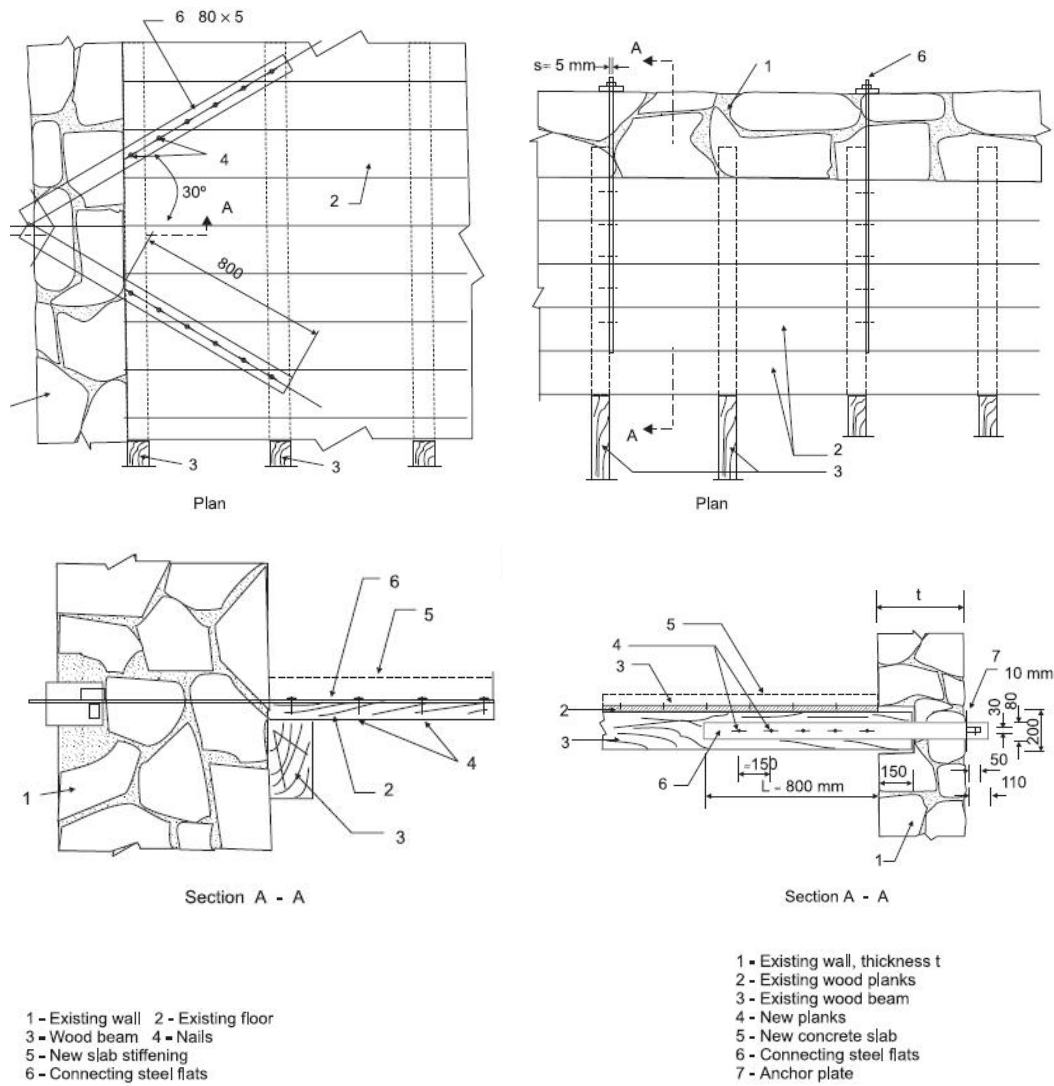 6 80 × 5
4
30°
2
A
800
3
3
Plan
A
s= 5 mm
1
6
A
2
3
Plan
6
5
1
4
2
3
Section A - A
t
5
4
3
7
10 mm
2
3
30
80
200
6
≈150
150
50
L - 800 mm
110
1
Section A - A
1 - Existing wall 2 - Existing floor
3 - Wood beam 4 - Nails
5 - New slab stiffening
6 - Connecting steel flats
1 - Existing wall, thickness t
2 - Existing wood planks
3 - Existing wood beam
4 - New planks
5 - New concrete slab
6 - Connecting steel flats
7 - Anchor plate